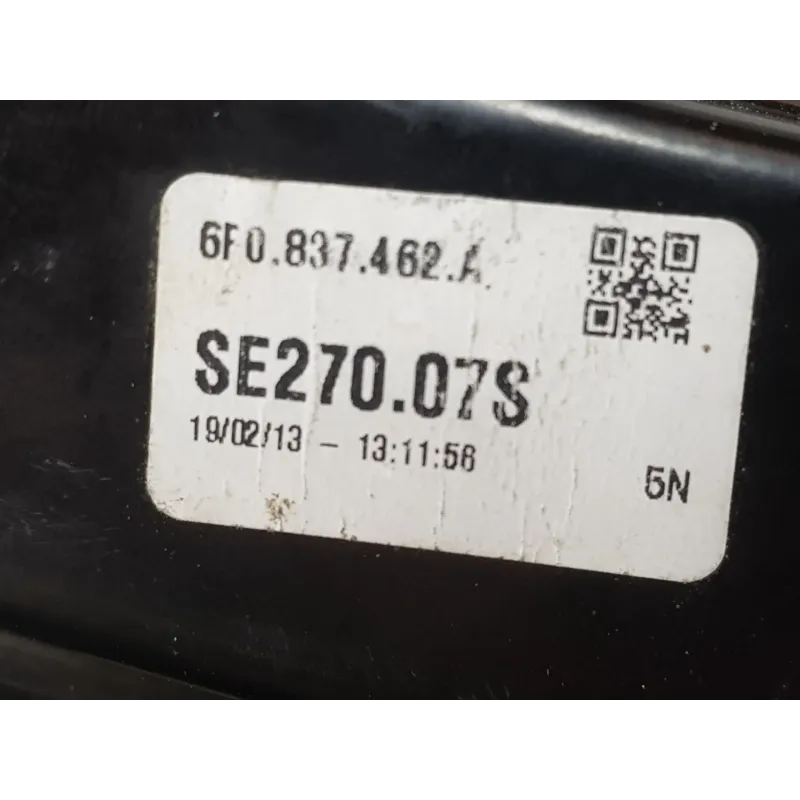 6F0.837.462.A
SE270.07S
19/02/13 - 13:11:56
5N